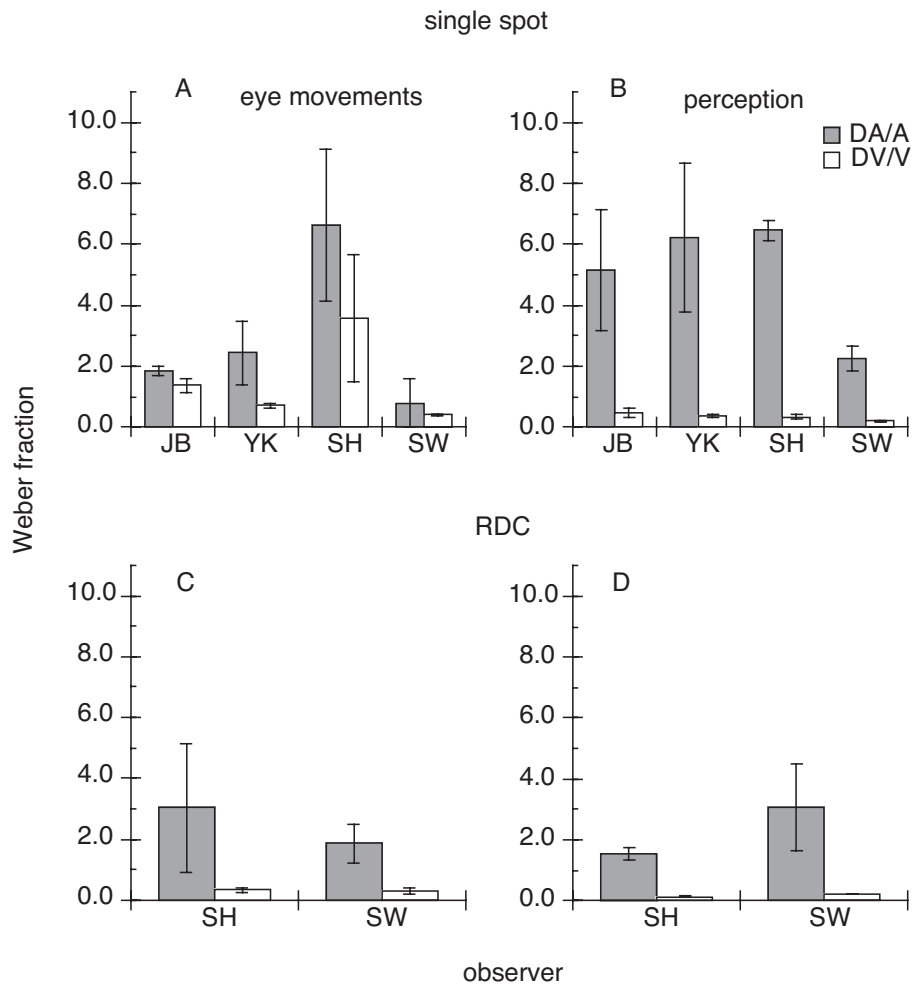 single spot
A
eye movements
10.0
8.0
6.0
4.0
2.0
0.0
JB YK SH SW
B
perception
DA/A
DV/V
10.0
8.0
6.0
4.0
2.0
0.0
JB YK SH SW
Weber fraction
RDC
C
10.0
8.0
6.0
4.0
2.0
0.0
SH SW
D
10.0
8.0
6.0
4.0
2.0
0.0
SH SW
observer